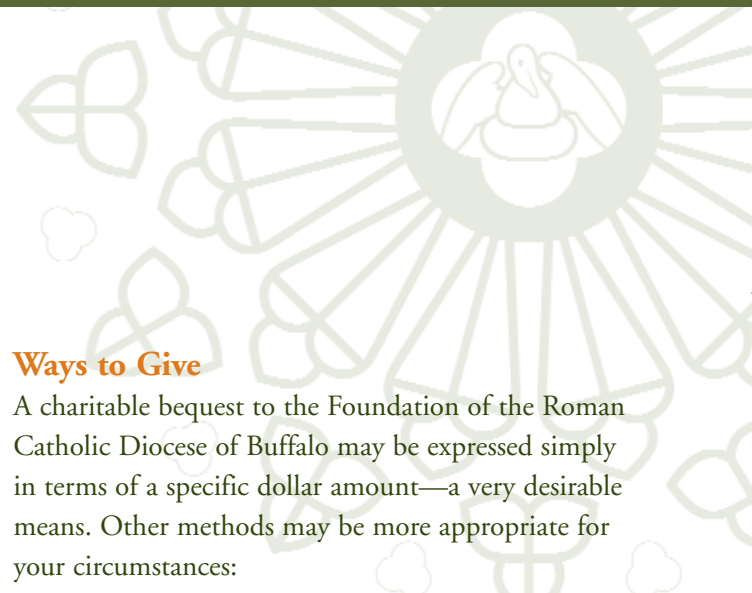 Ways to Give
A charitable bequest to the Foundation of the Roman
Catholic Diocese of Buffalo may be expressed simply
in terms of a specific dollar amount—a very desirable
means. Other methods may be more appropriate for
your circumstances: